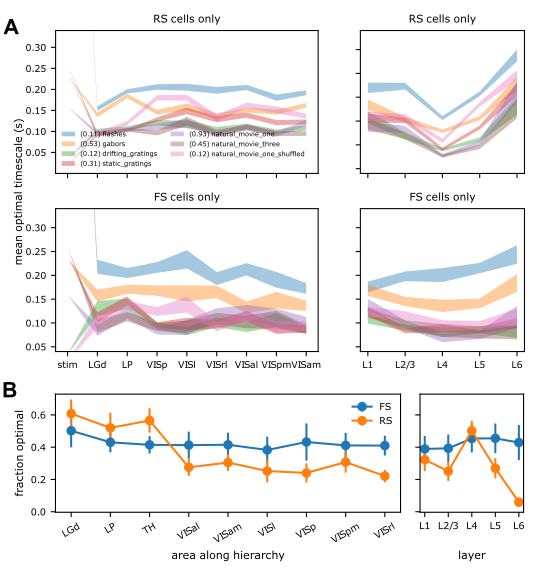 A
RS cells only
RS cells only
mean optimal timescale (s)
0.30
0.25
0.20
0.15
0.10
0.05
(0.11) flashes
(0.53) gabors
(0.12) drifting_gratings
(0.31) static_gratings
(0.93) natural_movie_one
(0.45) natural_movie_three
(0.12) natural_movie_one_shuffled
FS cells only
FS cells only
0.30
0.25
0.20
0.15
0.10
0.05
stim LGd LP VISp VISl VISrl VISal VISpm VISam
L1 L2/3 L4 L5 L6
B
fraction optimal
0.6
0.4
0.2
0.0
FS
RS
LGd LP TH VISal VISam VISl VISp VISpm VISrl
L1 L2/3 L4 L5 L6
area along hierarchy
layer